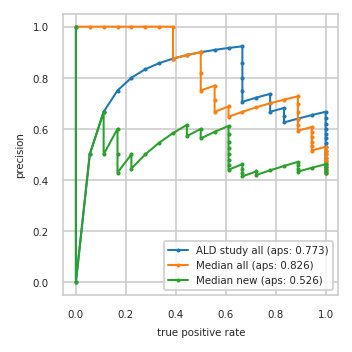 1.0
0.8
0.6
0.4
0.2
0.0
precision
0.0 0.2 0.4 0.6 0.8 1.0
true positive rate
ALD study all (aps: 0.773)
Median all (aps: 0.826)
Median new (aps: 0.526)